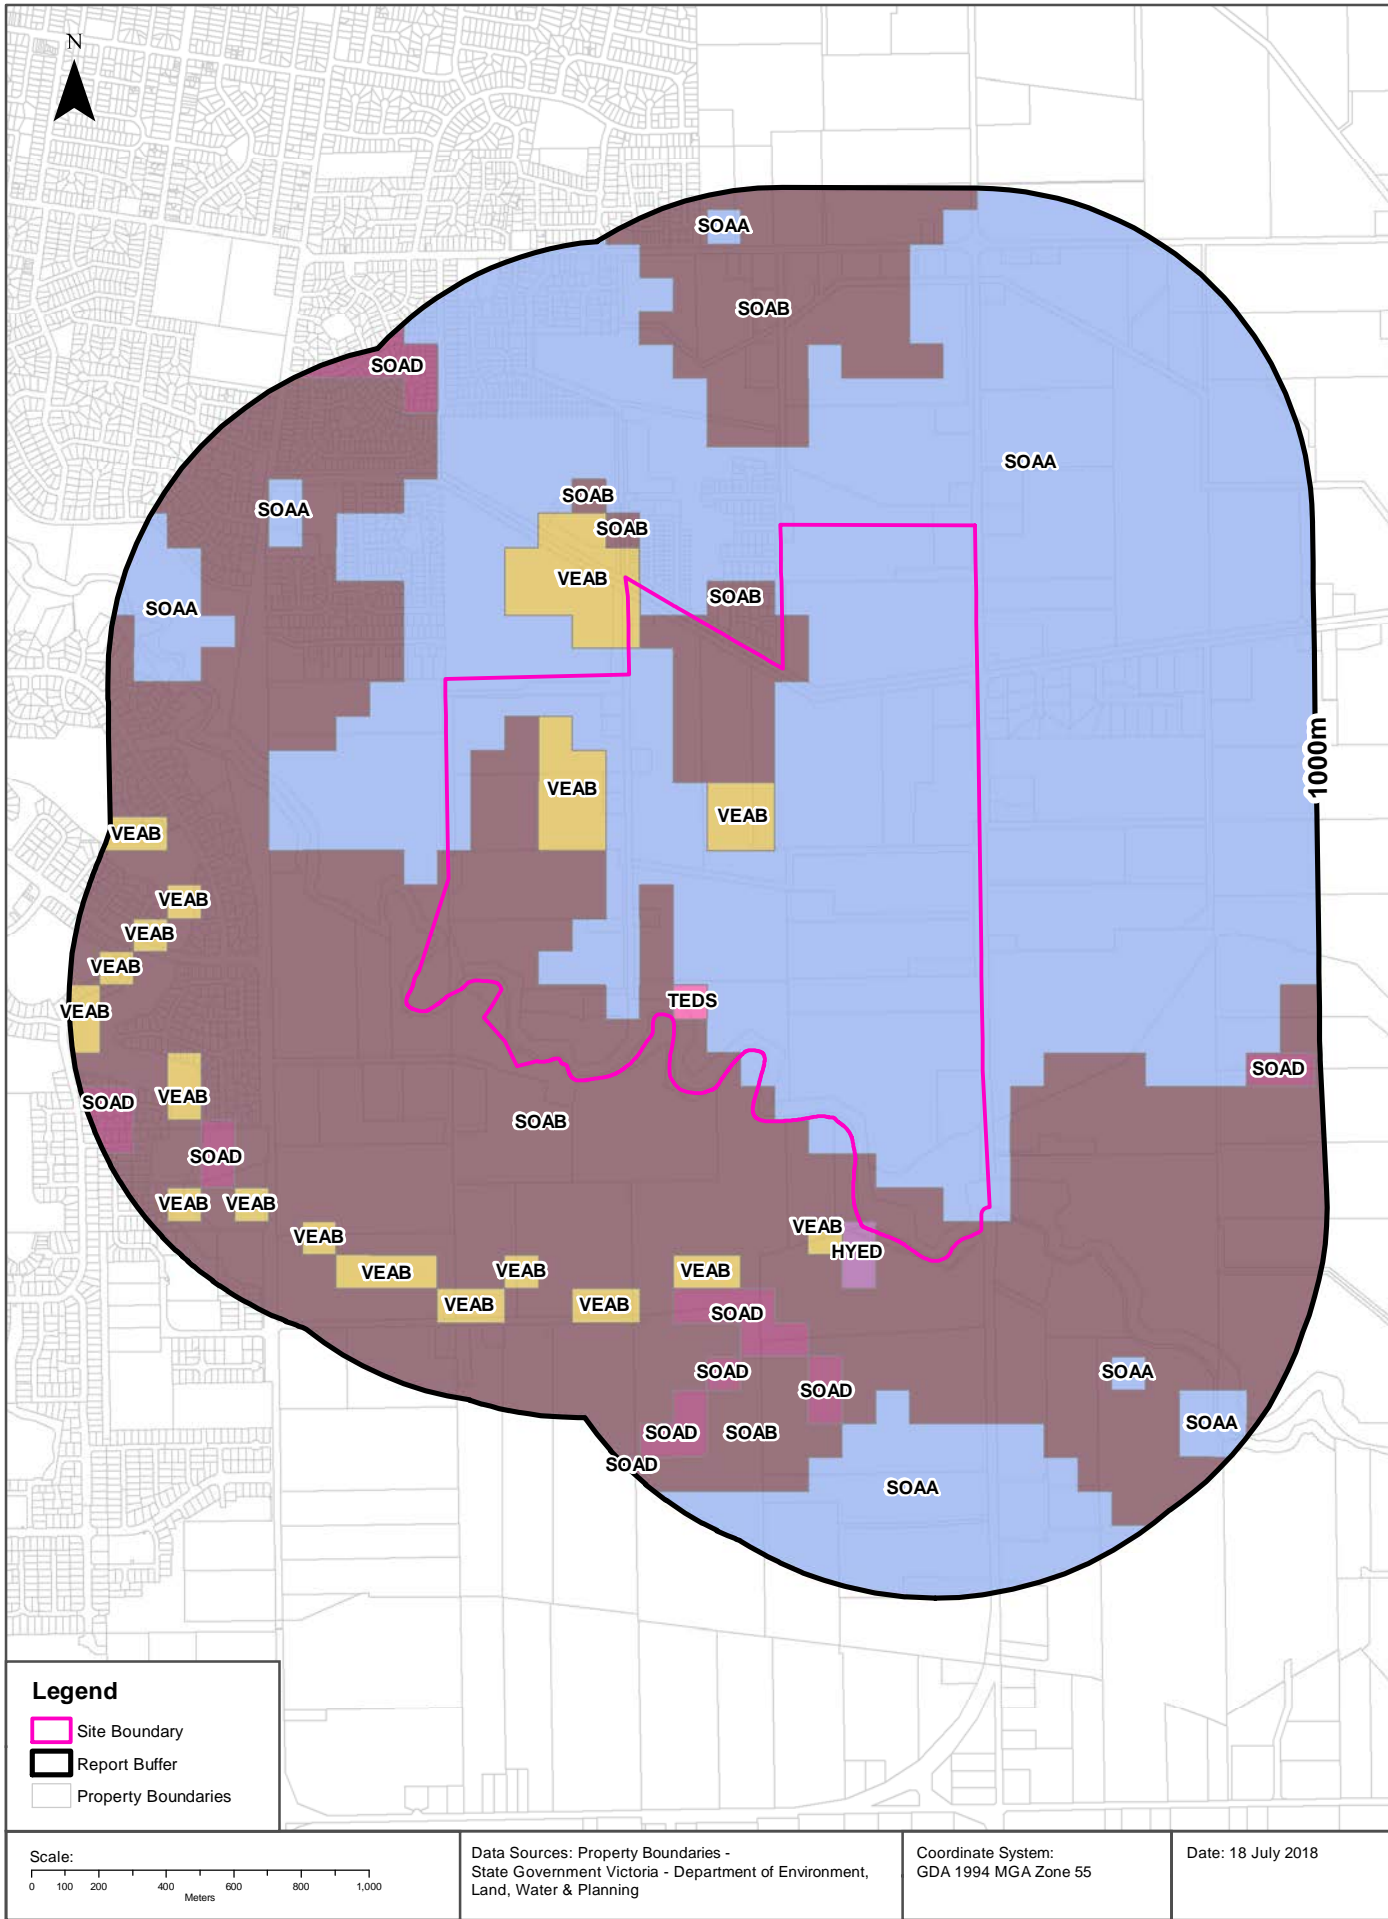 N
SOAA
SOAB
SOAD
SOAA
SOAA
SOAB
SOAB
VEAB
SOAB
SOAA
1000m
VEAB
VEAB
VEAB
VEAB
VEAB
VEAB
TEDS
VEAB
SOAD
VEAB
SOAD
SOAB
SOAD
VEAB
VEAB
VEAB
VEAB
HYED
VEAB
VEAB
VEAB
VEAB
VEAB
SOAD
SOAD
SOAD
SOAA
SOAA
SOAD
SOAB
SOAD
SOAA
Legend
Site Boundary
Report Buffer
Property Boundaries
Scale:
0 100 200 400 600 800 1,000
Meters
Data Sources: Property Boundaries -
State Government Victoria - Department of Environment,
Land, Water & Planning
Coordinate System:
GDA 1994 MGA Zone 55
Date: 18 July 2018